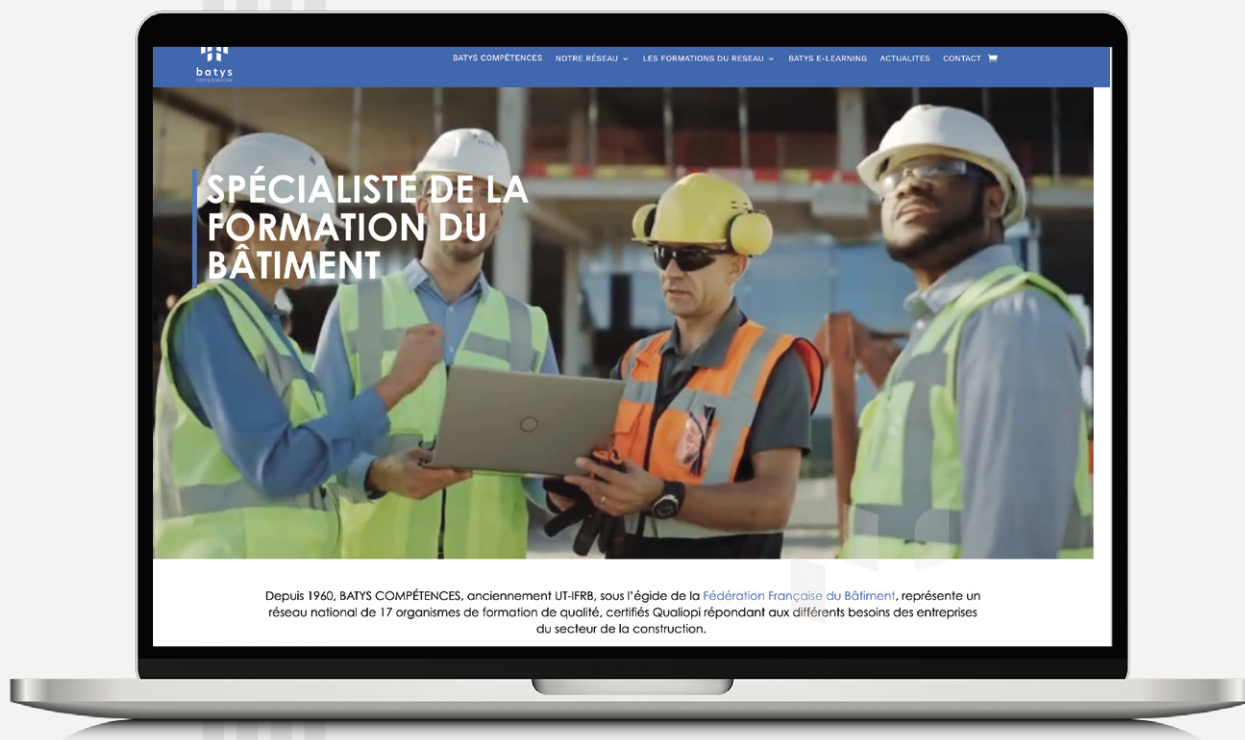 batys
compétences
BATYS COMPÉTENCES NOTRE RÉSEAU LES FORMATIONS DU RESEAU BATYS E-LEARNING ACTUALITES CONTACT
SPÉCIALISTE DE LA
FORMATION DU
BÂTIMENT
Depuis 1960, BATYS COMPÉTENCES, anciennement UT-IFRB, sous l'égide de la Fédération Française du Bâtiment, représente un
réseau national de 17 organismes de formation de qualité, certifiés Qualiopi répondant aux différents besoins des entreprises
du secteur de la construction.